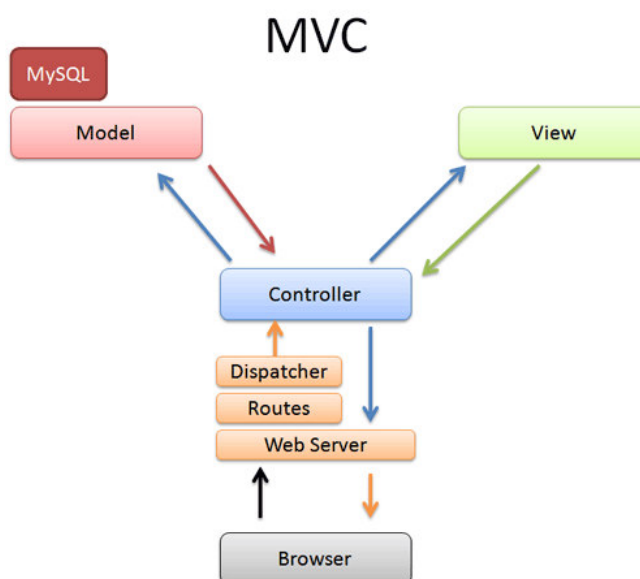 MVC
MySQL
Model
View
Controller
Dispatcher
Routes
Web Server
Browser